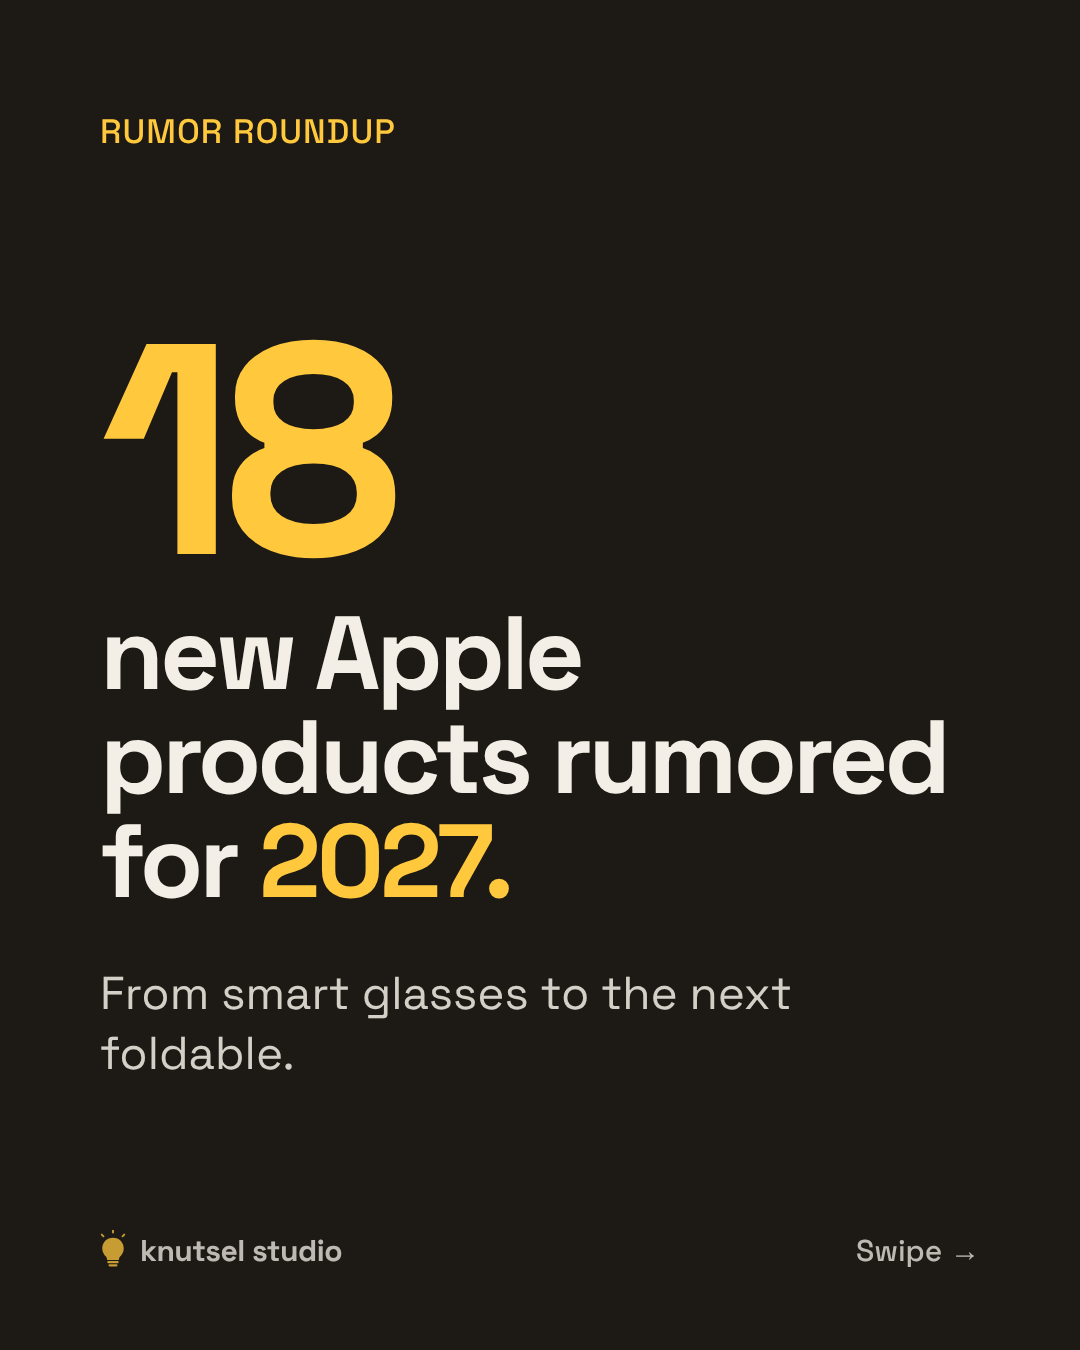 RUMOR ROUNDUP
18
new Apple
products rumored
for 2027.
From smart glasses to the next
foldable.
knutsel studio
Swipe →